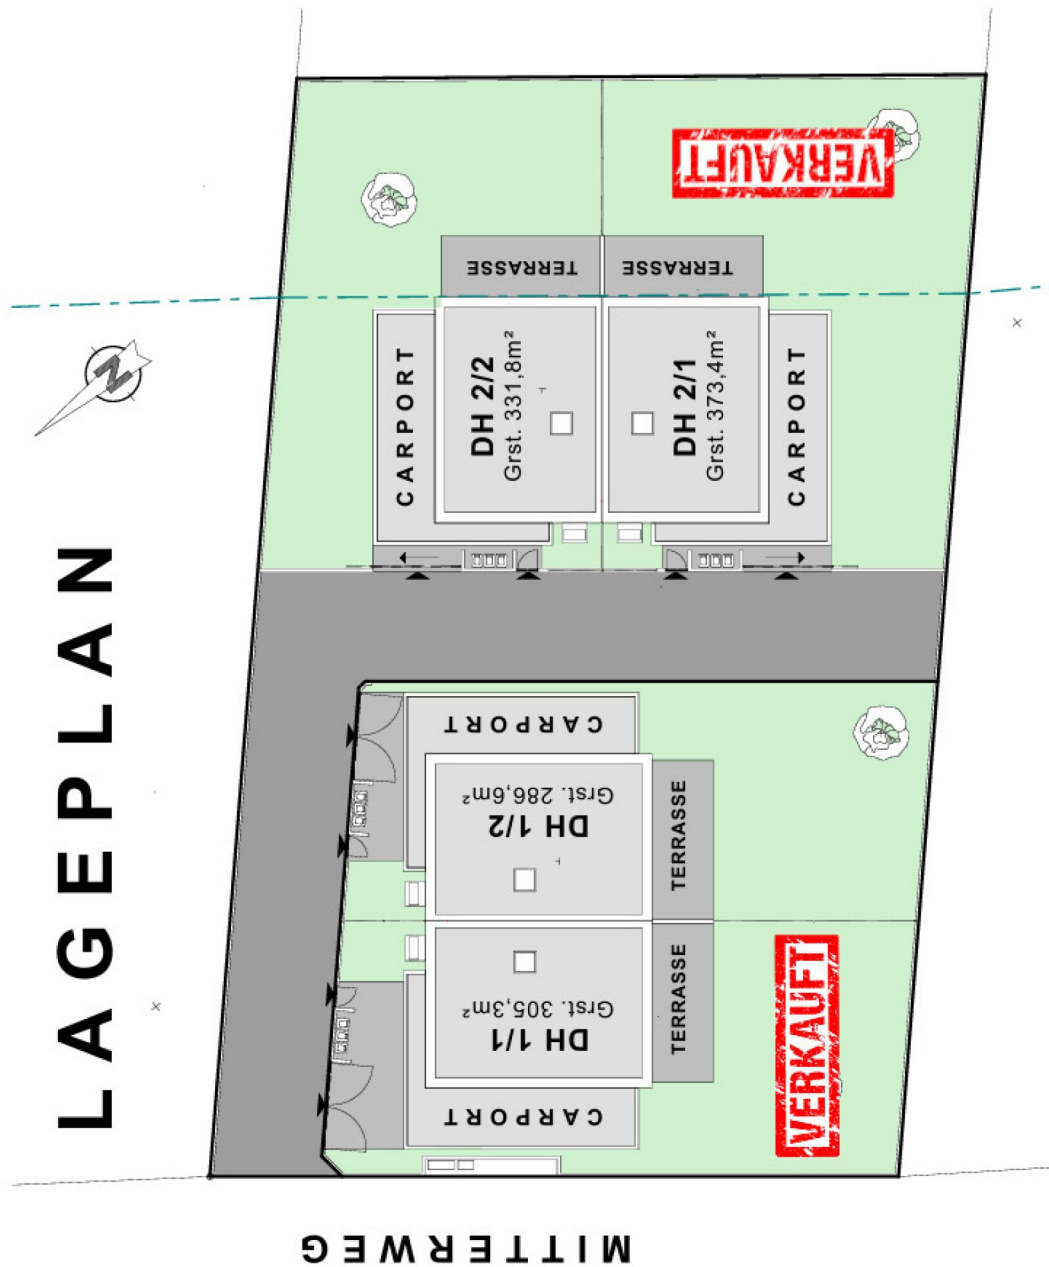 LAGEPLAN
N
VERKAUFT
TERRASSE
TERRASSE
CARPORT
DH 2/2
Grst. 331,8m²
DH 2/1
Grst. 373,4m²
CARPORT
CARPORT
DH 1/2
Grst. 286,6m²
TERRASSE
DH 1/1
Grst. 305,3m²
TERRASSE
CARPORT
VERKAUFT
MITTERWEG